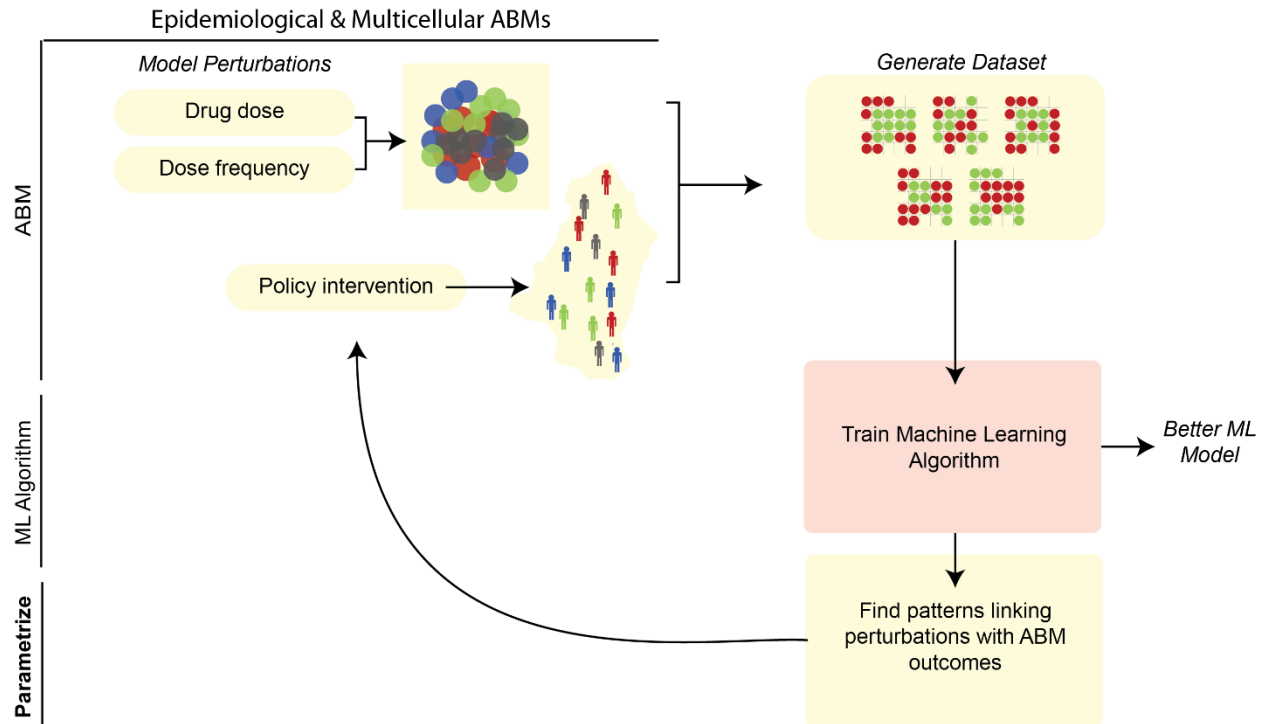 Epidemiological & Multicellular ABMs
Model Perturbations
Drug dose
Dose frequency
Policy intervention
Generate Dataset
ABM
Train Machine Learning
Algorithm
Better ML
Model
ML Algorithm
Find patterns linking
perturbations with ABM
outcomes
Parametrize